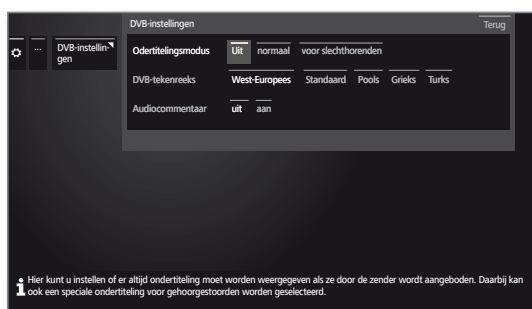 DVB-instellingen Terug
... DVB-instellin-
gen
Odertitelingsmodus Uit normaal voor slechthorenden
DVB-tekenreeks West-Europees Standaard Pools Grieks Turks
Audiocommentaar uit aan
Hier kunt u instellen of er altijd ondertiteling moet worden weergegeven als ze door de zender wordt aangeboden. Daarbij kan
ook een speciale ondertiteling voor gehoorgestoorden worden geselecteerd.